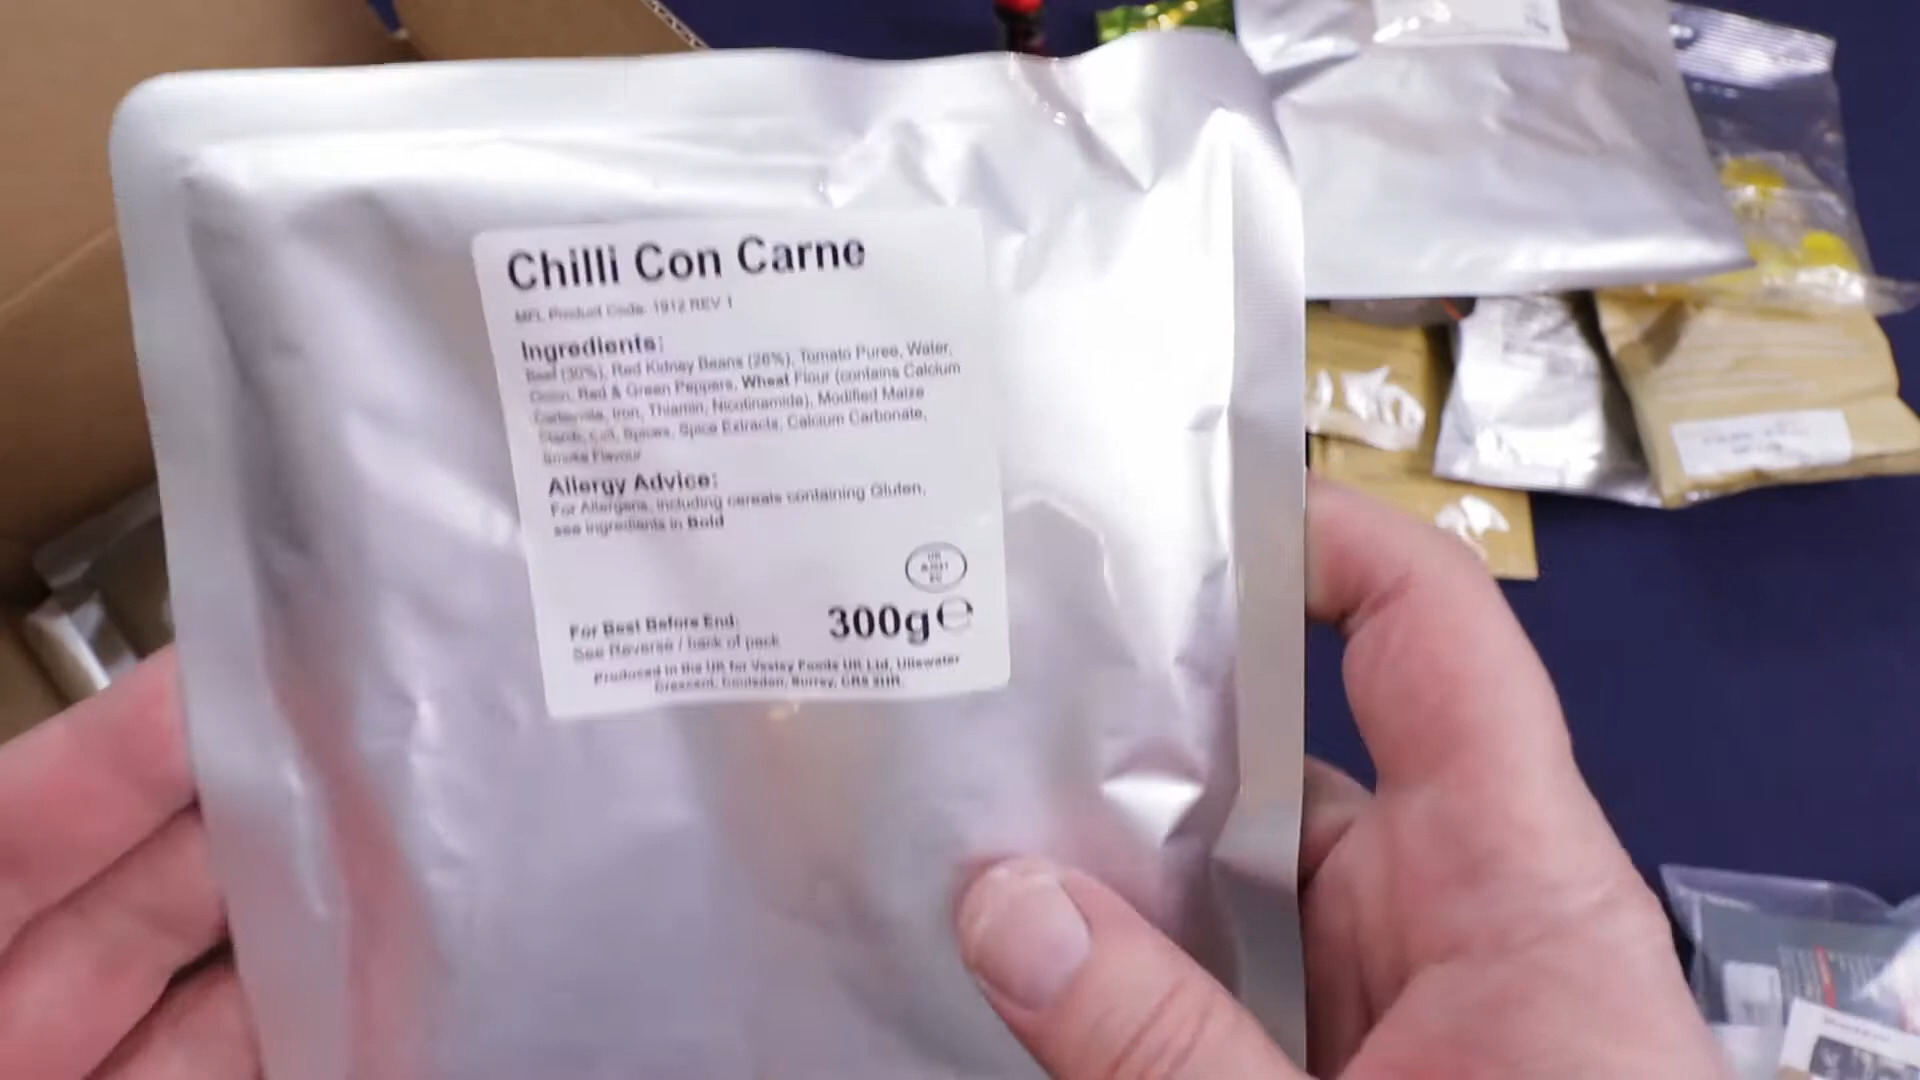 Chilli Con Carne
MFL Product Code: 1912 REV 1
Ingredients:
Beef (30%), Red Kidney Beans (26%), Tomato Puree, Water,
Onion, Red & Green Peppers, Wheat Flour (contains Calcium
Carbonate, Iron, Thiamin, Nicotinamide), Modified Maize
Starch, Salt, Spices, Spice Extracts, Calcium Carbonate,
Smoke Flavour
Allergy Advice:
For Allergens, including cereals containing Gluten,
see ingredients in Bold
300g℮
For Best Before End:
See Reverse / back of pack
Produced in the UK for Vestey Foods UK Ltd, Ullswater
Crescent, Coulsdon, Surrey, CR5 2HR